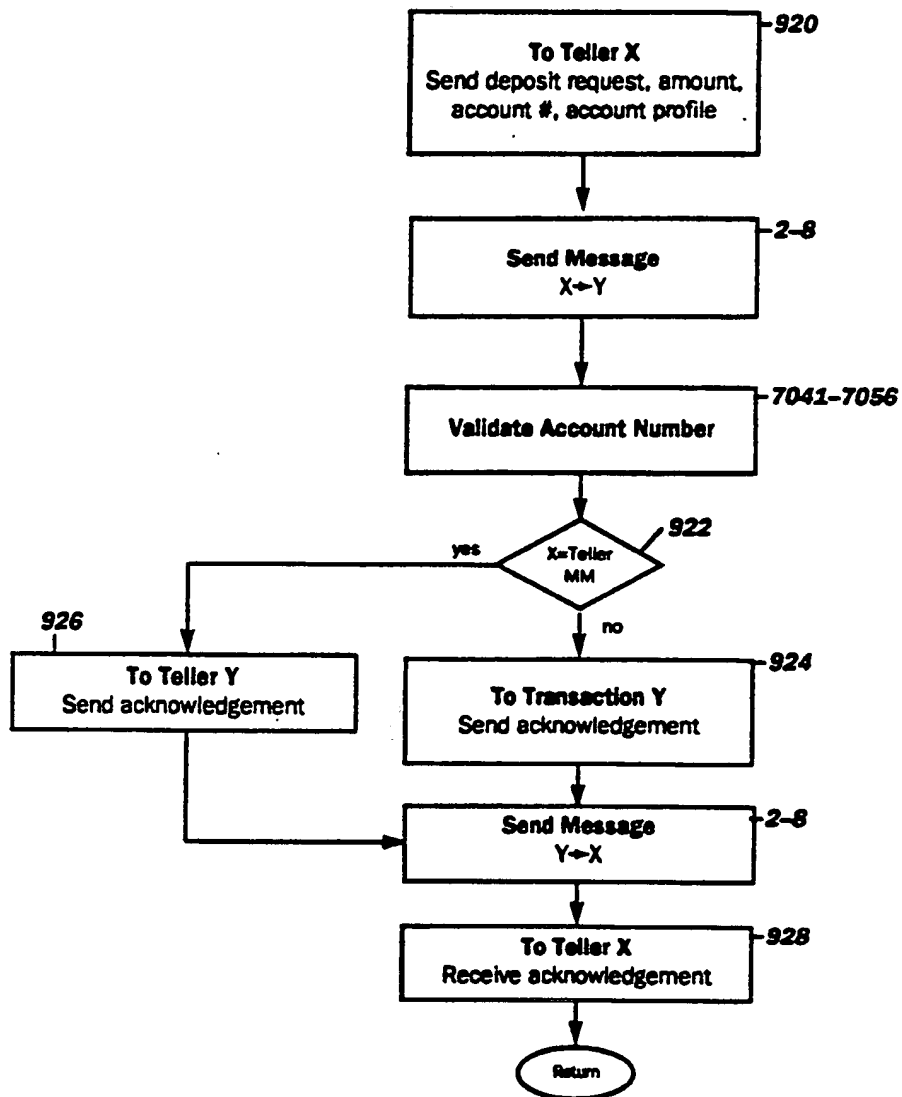 920
To Teller X
Send deposit request, amount,
account #, account profile
2–8
Send Message
X→Y
7041–7056
Validate Account Number
922
X=Teller
MM
yes
no
926
To Teller Y
Send acknowledgement
924
To Transaction Y
Send acknowledgement
2–8
Send Message
Y→X
928
To Teller X
Receive acknowledgement
Return